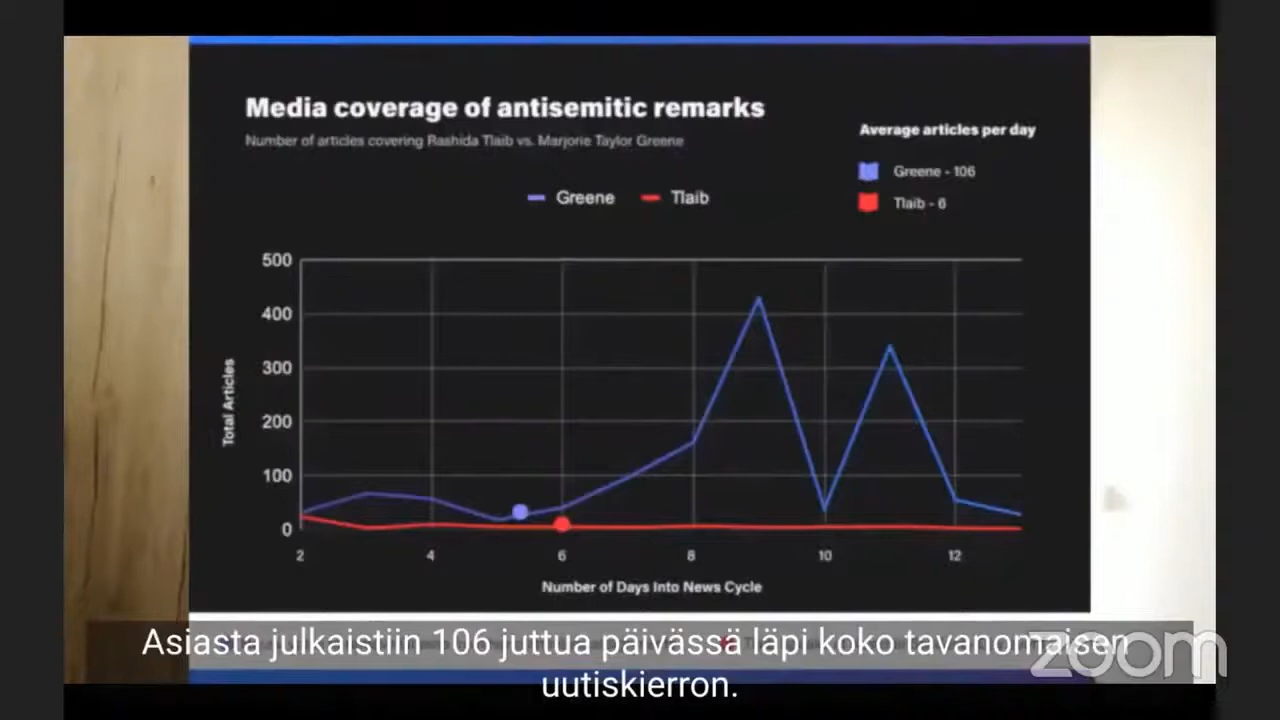 Media coverage of antisemitic remarks
Number of articles covering Rashida Tlaib vs. Marjorie Taylor Greene
Average articles per day
Greene - 106
Tlaib - 6
Greene
Tlaib
500
400
300
200
100
0
Total Articles
2
4
6
8
10
12
Number of Days Into News Cycle
Asiasta julkaistiin 106 juttua päivässä läpi koko tavanomaisen
uutiskierron.
zoom